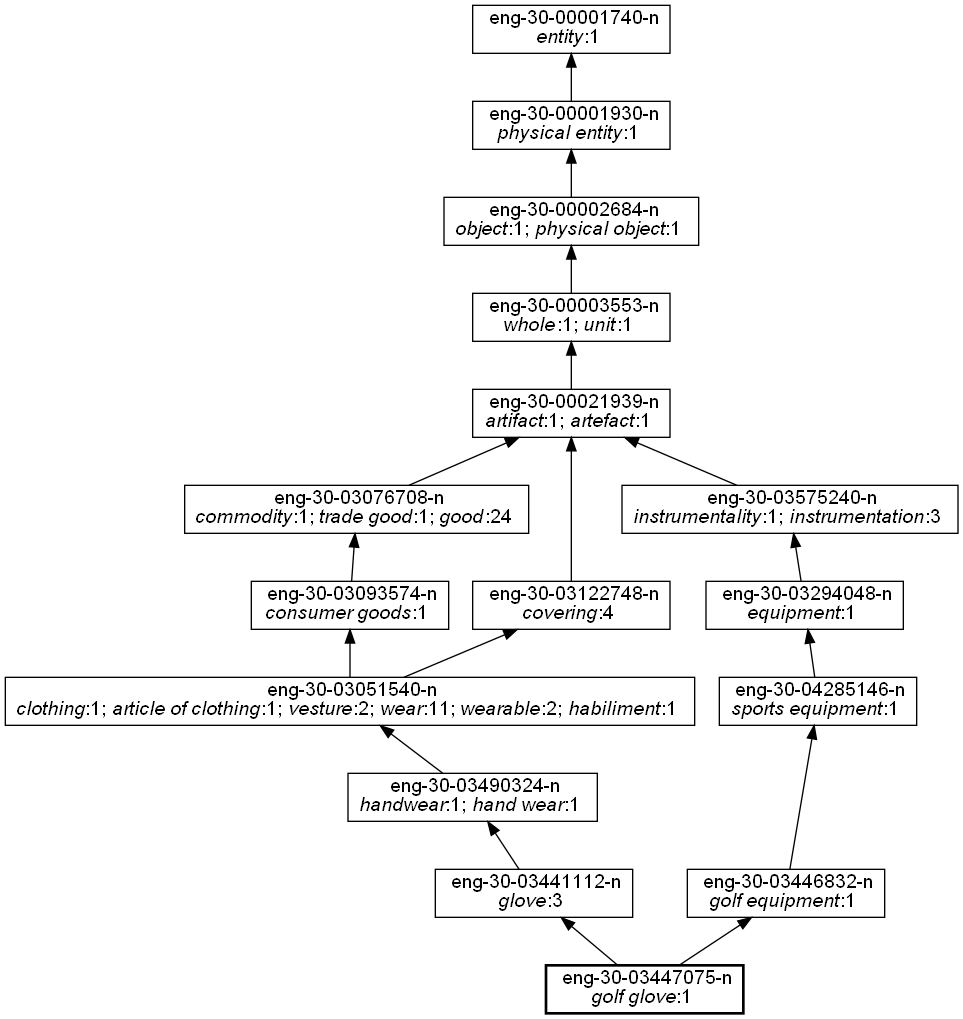 eng-30-00001740-n
entity:1
eng-30-00001930-n
physical entity:1
eng-30-00002684-n
object:1; physical object:1
eng-30-00003553-n
whole:1; unit:1
eng-30-00021939-n
artifact:1; artefact:1
eng-30-03076708-n
commodity:1; trade good:1; good:24
eng-30-03575240-n
instrumentality:1; instrumentation:3
eng-30-03093574-n
consumer goods:1
eng-30-03122748-n
covering:4
eng-30-03294048-n
equipment:1
eng-30-03051540-n
clothing:1; article of clothing:1; vesture:2; wear:11; wearable:2; habiliment:1
eng-30-04285146-n
sports equipment:1
eng-30-03490324-n
handwear:1; hand wear:1
eng-30-03441112-n
glove:3
eng-30-03446832-n
golf equipment:1
eng-30-03447075-n
golf glove:1